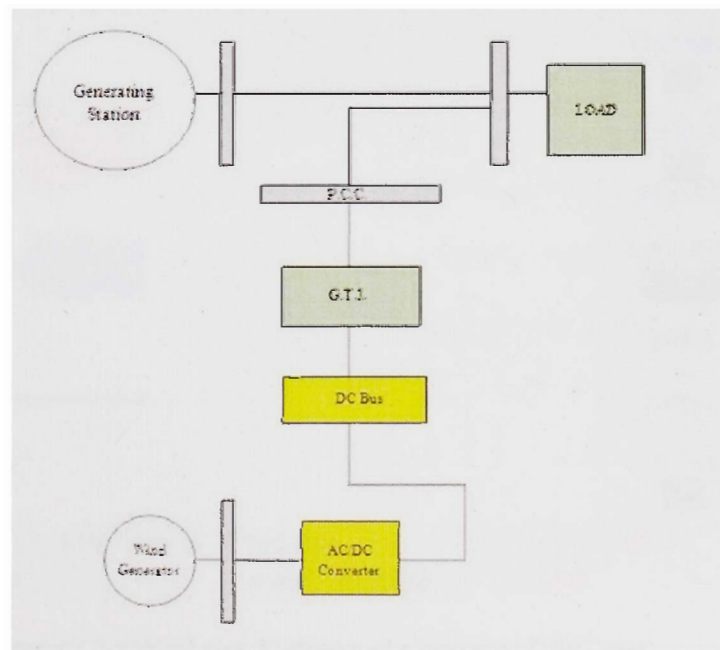 Generating
Station
LOAD
P.C.C.
G.T.I.
DC Bus
Wind
Generator
AC/DC
Converter